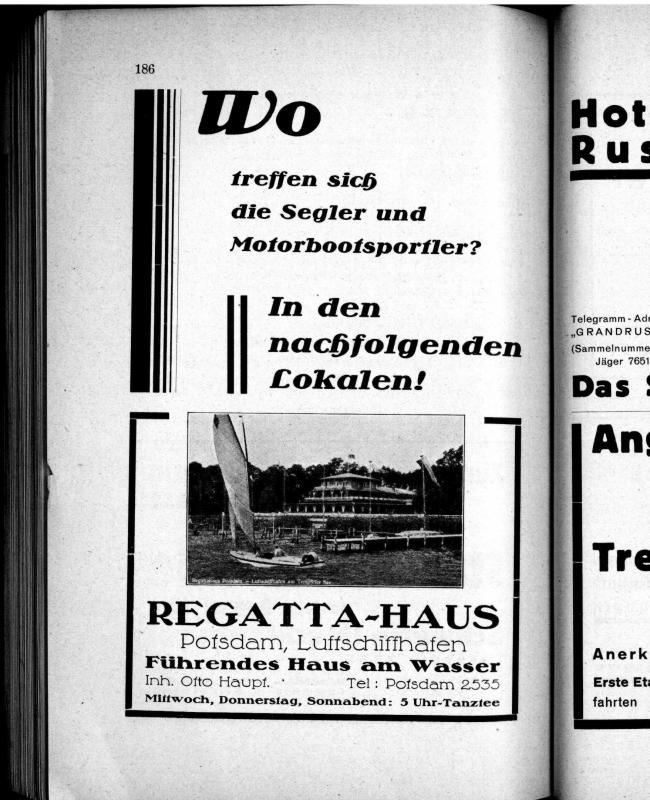 186
Wo
treffen sich
die Segler und
Motorbootsportler?
In den
nachfolgenden
Lokalen!
REGATTA-HAUS
Potsdam, Luftschiffhafen
Führendes Haus am Wasser
Inh. Otto Haupt. Tel: Potsdam 2535
Mittwoch, Donnerstag, Sonnabend: 5 Uhr-Tanztee
Hot
Rus
Telegramm-Adr
„GRANDRUS
(Sammelnumme
Jäger 7651
Das
Ang
Tre
Anerk
Erste Eta
fahrten